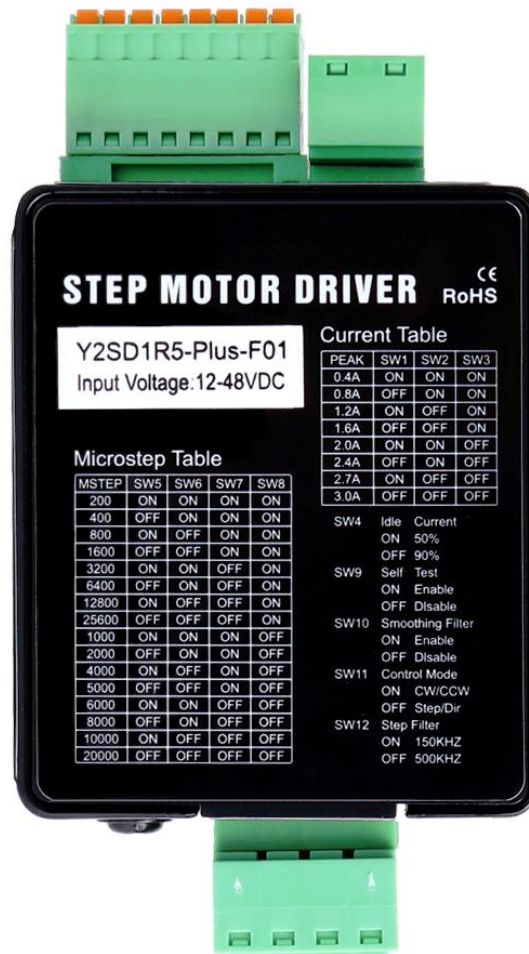 STEP MOTOR DRIVER
CE
RoHS
Y2SD1R5-Plus-F01
Input Voltage:12-48VDC
Microstep Table
MSTEP SW5 SW6 SW7 SW8
200 ON ON ON ON
400 OFF ON ON ON
800 ON OFF ON ON
1600 OFF OFF ON ON
3200 ON ON OFF ON
6400 OFF ON OFF ON
12800 ON OFF OFF ON
25600 OFF OFF OFF ON
1000 ON ON ON OFF
2000 OFF ON ON OFF
4000 ON OFF ON OFF
5000 OFF OFF ON OFF
6000 ON ON OFF OFF
8000 OFF ON OFF OFF
10000 ON OFF OFF OFF
20000 OFF OFF OFF OFF
Current Table
PEAK SW1 SW2 SW3
0.4A ON ON ON
0.8A OFF ON ON
1.2A ON OFF ON
1.6A OFF OFF ON
2.0A ON ON OFF
2.4A OFF ON OFF
2.7A ON OFF OFF
3.0A OFF OFF OFF
SW4 Idle Current
ON 50%
OFF 90%
SW9 Self Test
ON Enable
OFF DIsable
SW10 Smoothing Filter
ON Enable
OFF DIsable
SW11 Control Mode
ON CW/CCW
OFF Step/Dir
SW12 Step Filter
ON 150KHZ
OFF 500KHZ